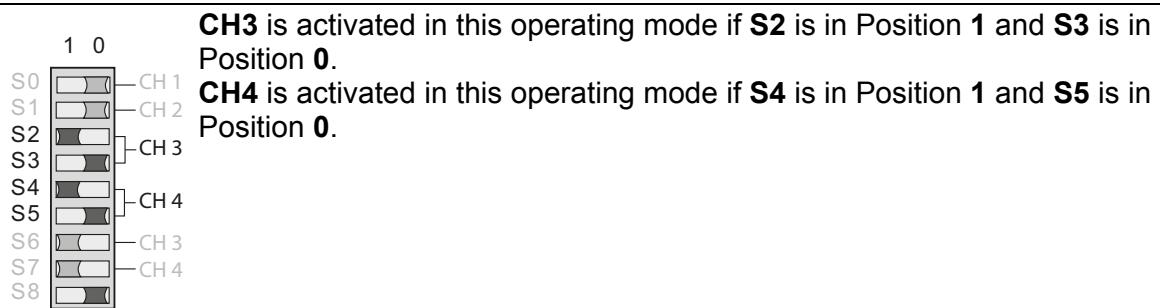 1 0
S0 CH 1
S1 CH 2
S2
S3
CH 3
S4
S5
CH 4
S6 CH 3
S7 CH 4
S8
CH3 is activated in this operating mode if S2 is in Position 1 and S3 is in
Position 0.
CH4 is activated in this operating mode if S4 is in Position 1 and S5 is in
Position 0.